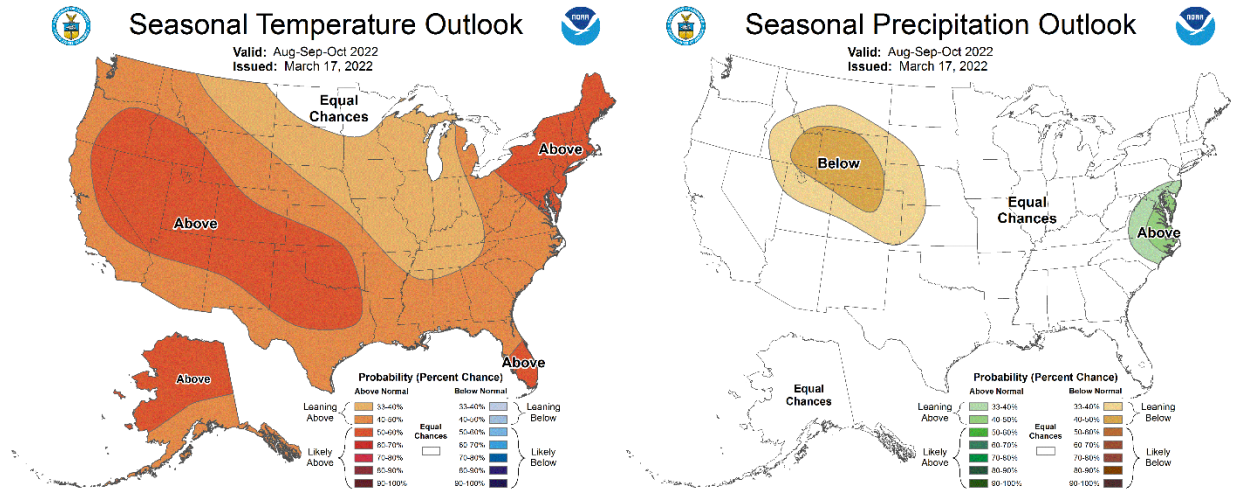 Seasonal Temperature Outlook
NOAA
Valid: Aug-Sep-Oct 2022
Issued: March 17, 2022
Equal
Chances
Above
Above
Above
Above
Probability (Percent Chance)
Above Normal Below Normal
Leaning
Above
33-40% 33-40%
40-50% 40-50%
Leaning
Below
Equal
Chances
Likely
Above
50-60% 50-60%
60-70% 60-70%
70-80% 70-80%
80-90% 80-90%
90-100% 90-100%
Likely
Below
Seasonal Precipitation Outlook
NOAA
Valid: Aug-Sep-Oct 2022
Issued: March 17, 2022
Below
Equal
Chances
Above
Equal
Chances
Probability (Percent Chance)
Above Normal Below Normal
Leaning
Above
33-40% 33-40%
40-50% 40-50%
Leaning
Below
Equal
Chances
Likely
Above
50-60% 50-60%
60-70% 60-70%
70-80% 70-80%
80-90% 80-90%
90-100% 90-100%
Likely
Below